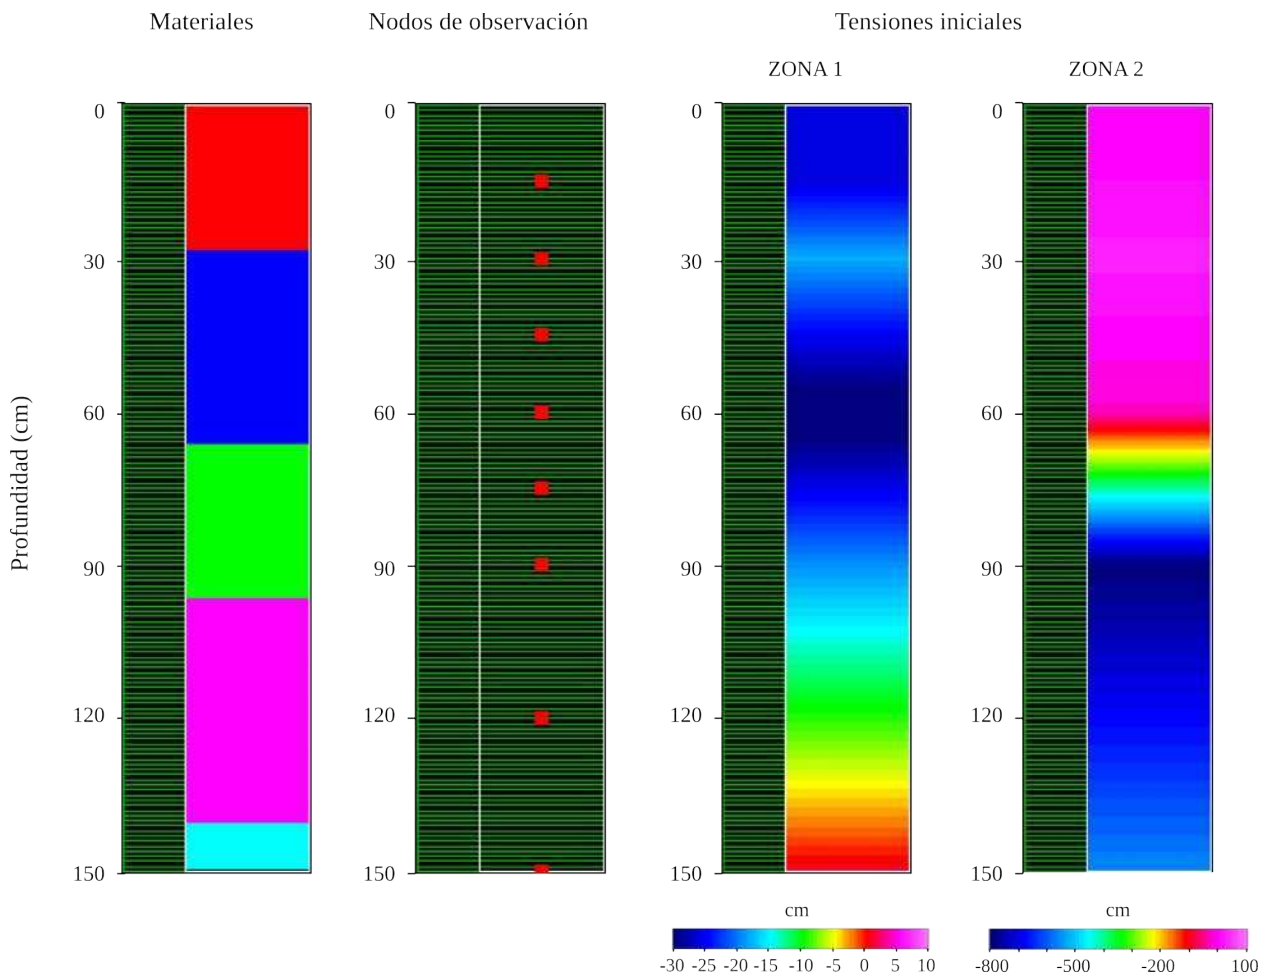 Materiales
Nodos de observación
Tensiones iniciales
ZONA 1
ZONA 2
Profundidad (cm)
0
30
60
90
120
150
0
30
60
90
120
150
0
30
60
90
120
150
0
30
60
90
120
150
cm
-30 -25 -20 -15 -10 -5 0 5 10
cm
-800 -500 -200 100